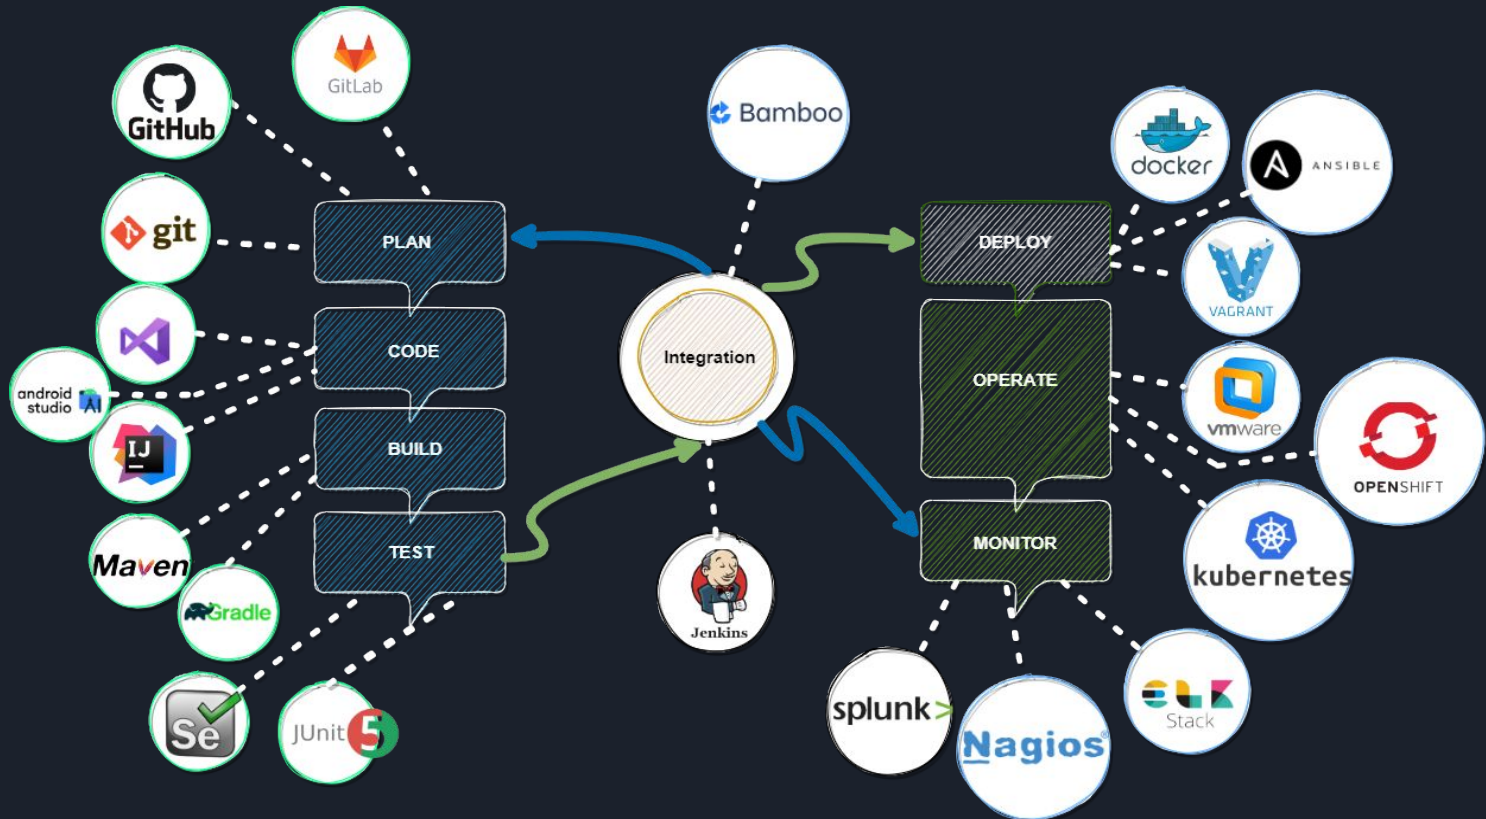 GitHub
GitLab
git
android
studio
IJ
Maven
Gradle
Se
JUnit 5
PLAN
CODE
BUILD
TEST
Bamboo
Integration
Jenkins
DEPLOY
OPERATE
MONITOR
docker
A ANSIBLE
VAGRANT
vmware
OPENSHIFT
kubernetes
splunk>
Nagios®
ELK
Stack